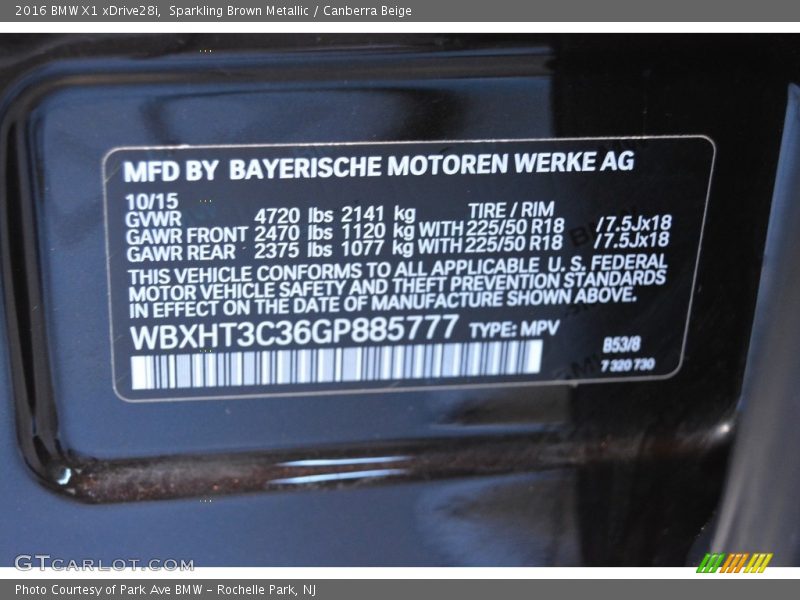 2016 BMW X1 xDrive28i, Sparkling Brown Metallic / Canberra Beige
MFD BY BAYERISCHE MOTOREN WERKE AG
10/15
GVWR 4720 lbs 2141 kg TIRE / RIM
GAWR FRONT 2470 lbs 1120 kg WITH 225/50 R18 /7.5Jx18
GAWR REAR 2375 lbs 1077 kg WITH 225/50 R18 /7.5Jx18
THIS VEHICLE CONFORMS TO ALL APPLICABLE U.S. FEDERAL
MOTOR VEHICLE SAFETY AND THEFT PREVENTION STANDARDS
IN EFFECT ON THE DATE OF MANUFACTURE SHOWN ABOVE.
WBXHT3C36GP885777 TYPE: MPV
B53/8
7 320 730
GTCARLOT.COM
Photo Courtesy of Park Ave BMW - Rochelle Park, NJ